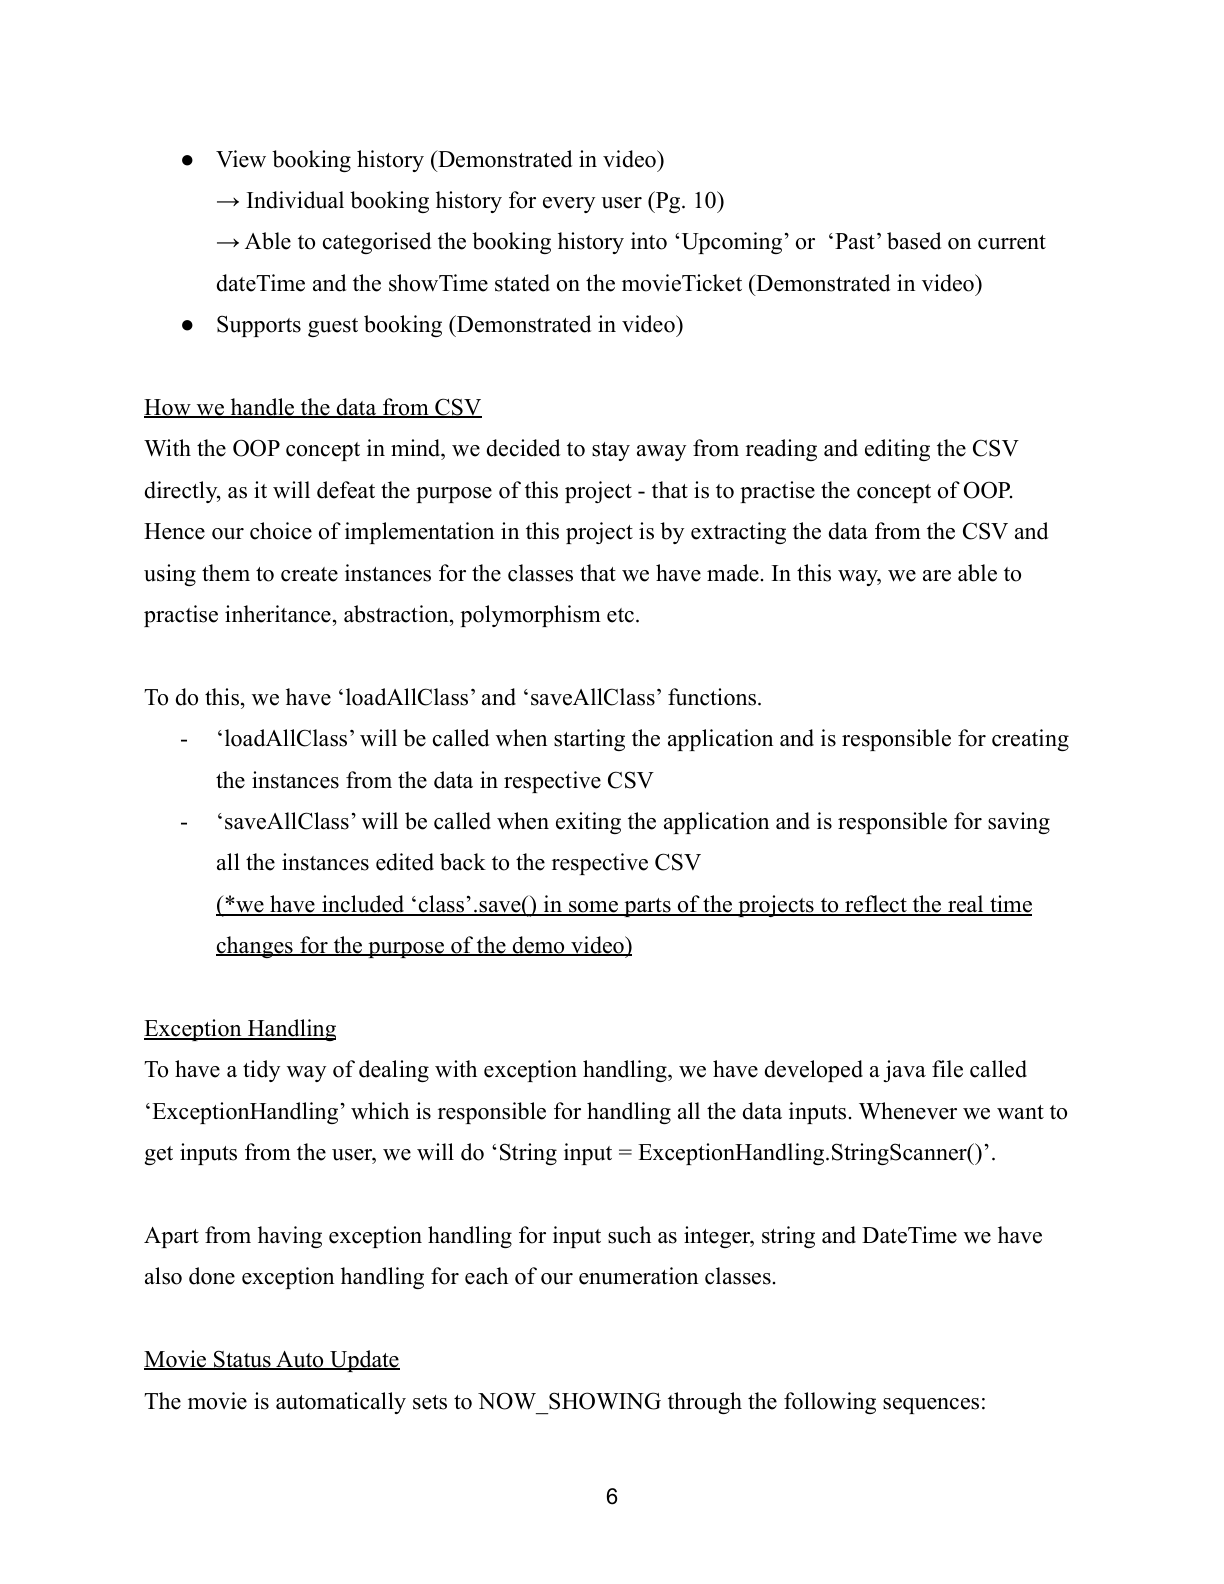 ● View booking history (Demonstrated in video)
→ Individual booking history for every user (Pg. 10)
→ Able to categorised the booking history into ‘Upcoming’ or  ‘Past’ based on current
dateTime and the showTime stated on the movieTicket (Demonstrated in video)
● Supports guest booking (Demonstrated in video)
How we handle the data from CSV
With the OOP concept in mind, we decided to stay away from reading and editing the CSV
directly, as it will defeat the purpose of this project - that is to practise the concept of OOP.
Hence our choice of implementation in this project is by extracting the data from the CSV and
using them to create instances for the classes that we have made. In this way, we are able to
practise inheritance, abstraction, polymorphism etc.
To do this, we have ‘loadAllClass’ and ‘saveAllClass’ functions.
- ‘loadAllClass’ will be called when starting the application and is responsible for creating
the instances from the data in respective CSV
- ‘saveAllClass’ will be called when exiting the application and is responsible for saving
all the instances edited back to the respective CSV
(*we have included ‘class’.save() in some parts of the projects to reflect the real time
changes for the purpose of the demo video)
Exception Handling
To have a tidy way of dealing with exception handling, we have developed a java file called
‘ExceptionHandling’ which is responsible for handling all the data inputs. Whenever we want to
get inputs from the user, we will do ‘String input = ExceptionHandling.StringScanner()’.
Apart from having exception handling for input such as integer, string and DateTime we have
also done exception handling for each of our enumeration classes.
Movie Status Auto Update
The movie is automatically sets to NOW_SHOWING through the following sequences:
6